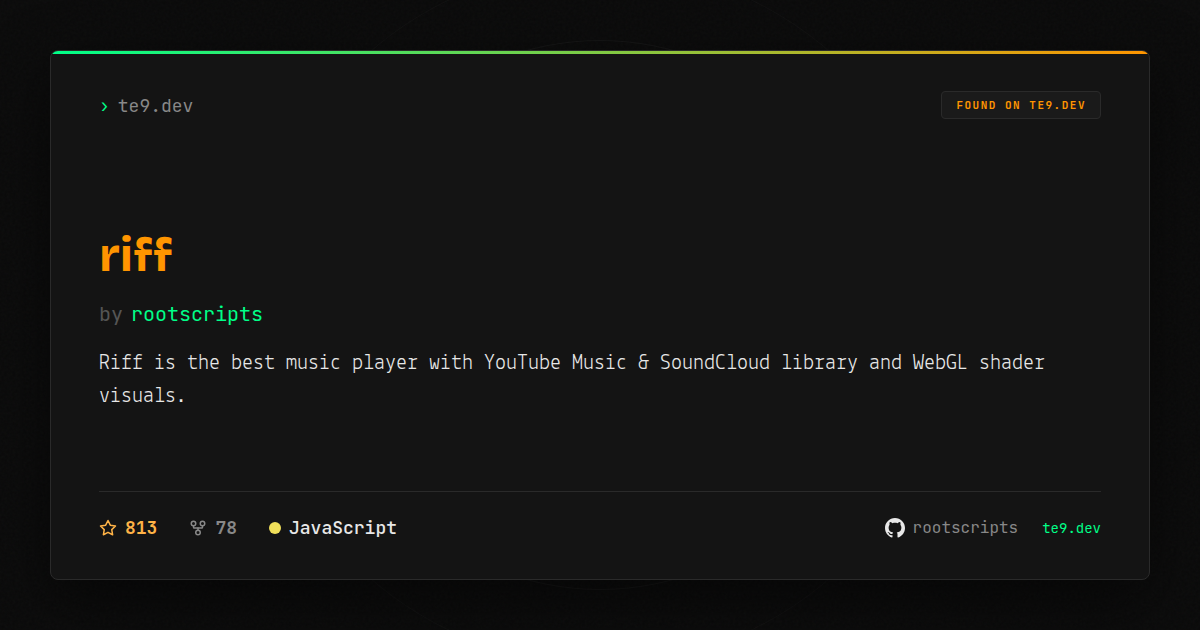 › te9.dev
FOUND ON TE9.DEV
riff
by rootscripts
Riff is the best music player with YouTube Music & SoundCloud library and WebGL shader
visuals.
813 78 JavaScript
rootscripts te9.dev